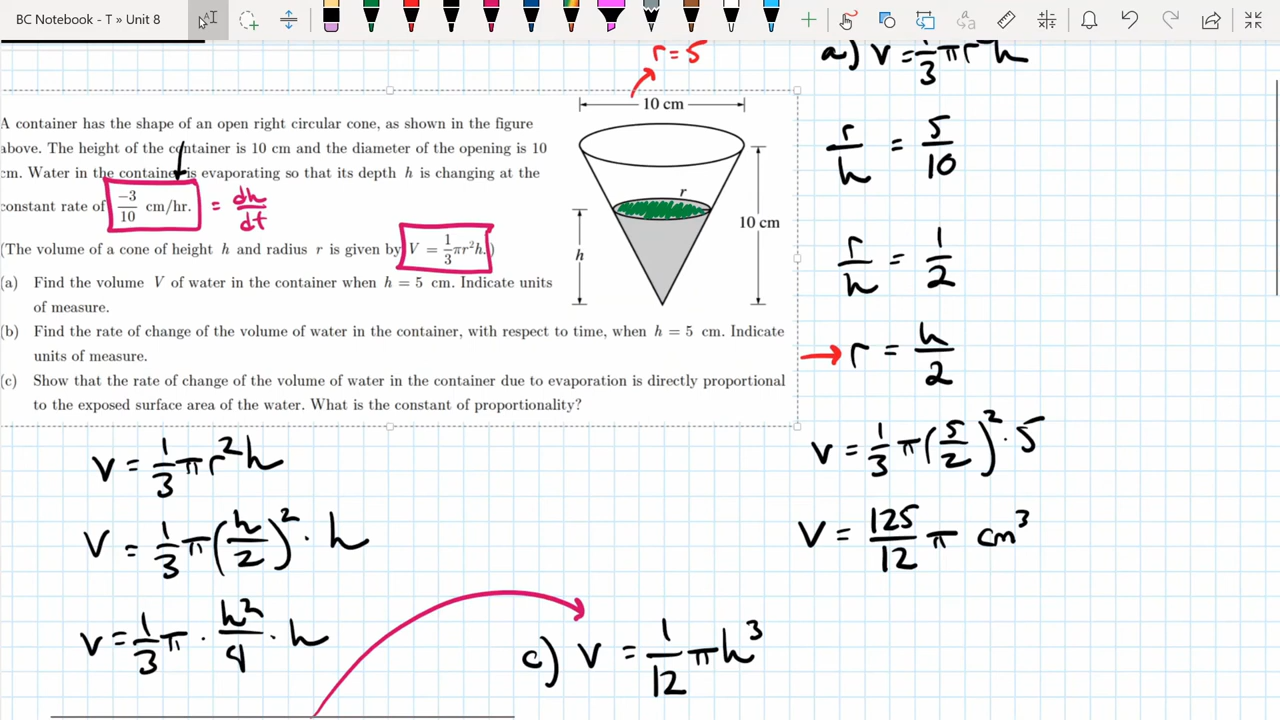 BC Notebook - T » Unit 8
r = 5
a) V = 1/3 πr²h
10 cm
A container has the shape of an open right circular cone, as shown in the figure
above. The height of the container is 10 cm and the diameter of the opening is 10
cm. Water in the container is evaporating so that its depth h is changing at the
constant rate of -3/10 cm/hr. = dh/dt
(The volume of a cone of height h and radius r is given by V = 1/3 πr²h.)
(a) Find the volume V of water in the container when h = 5 cm. Indicate units
of measure.
(b) Find the rate of change of the volume of water in the container, with respect to time, when h = 5 cm. Indicate
units of measure.
(c) Show that the rate of change of the volume of water in the container due to evaporation is directly proportional
to the exposed surface area of the water. What is the constant of proportionality?
r
10 cm
h
r/h = 5/10
r/h = 1/2
r = h/2
V = 1/3 π(5/2)² · 5
V = 125/12 π cm³
V = 1/3 πr²h
V = 1/3 π(h/2)² · h
V = 1/3 π · h²/4 · h
c) V = 1/12 πh³